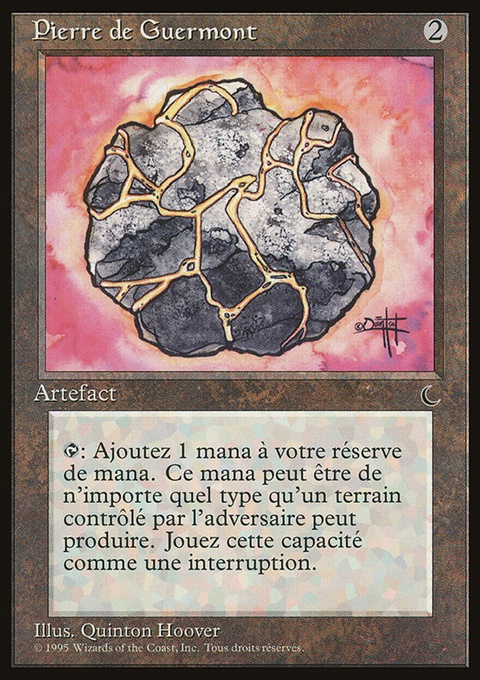 Pierre de Guermont 2
Artefact
: Ajoutez 1 mana à votre réserve
de mana. Ce mana peut être de
n'importe quel type qu'un terrain
contrôlé par l'adversaire peut
produire. Jouez cette capacité
comme une interruption.
Illus. Quinton Hoover
© 1995 Wizards of the Coast, Inc. Tous droits réservés.